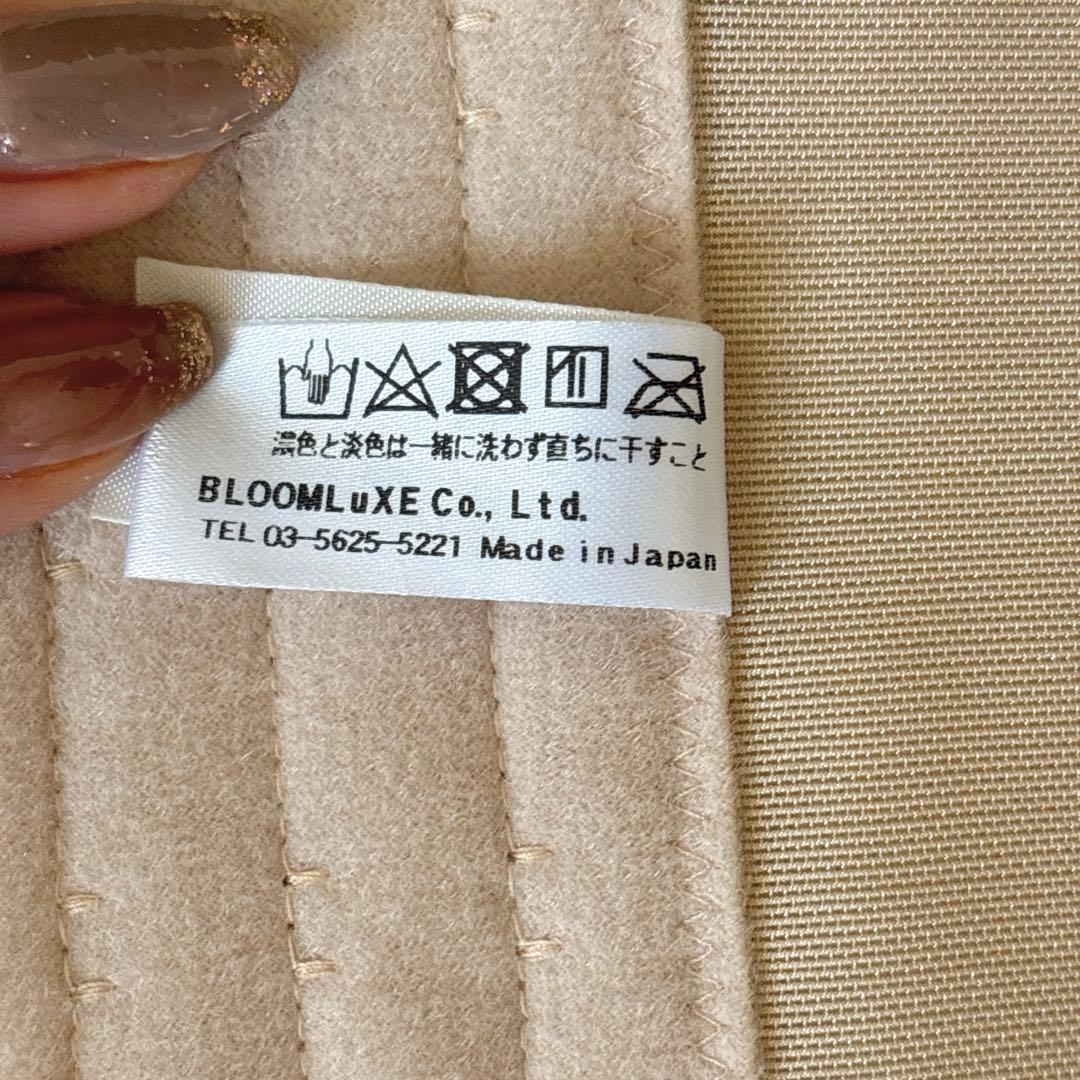 濃色と淡色は一緒に洗わず直ちに干すこと
BLOOMLuXE Co., Ltd.
TEL 03-5625-5221 Made in Japan